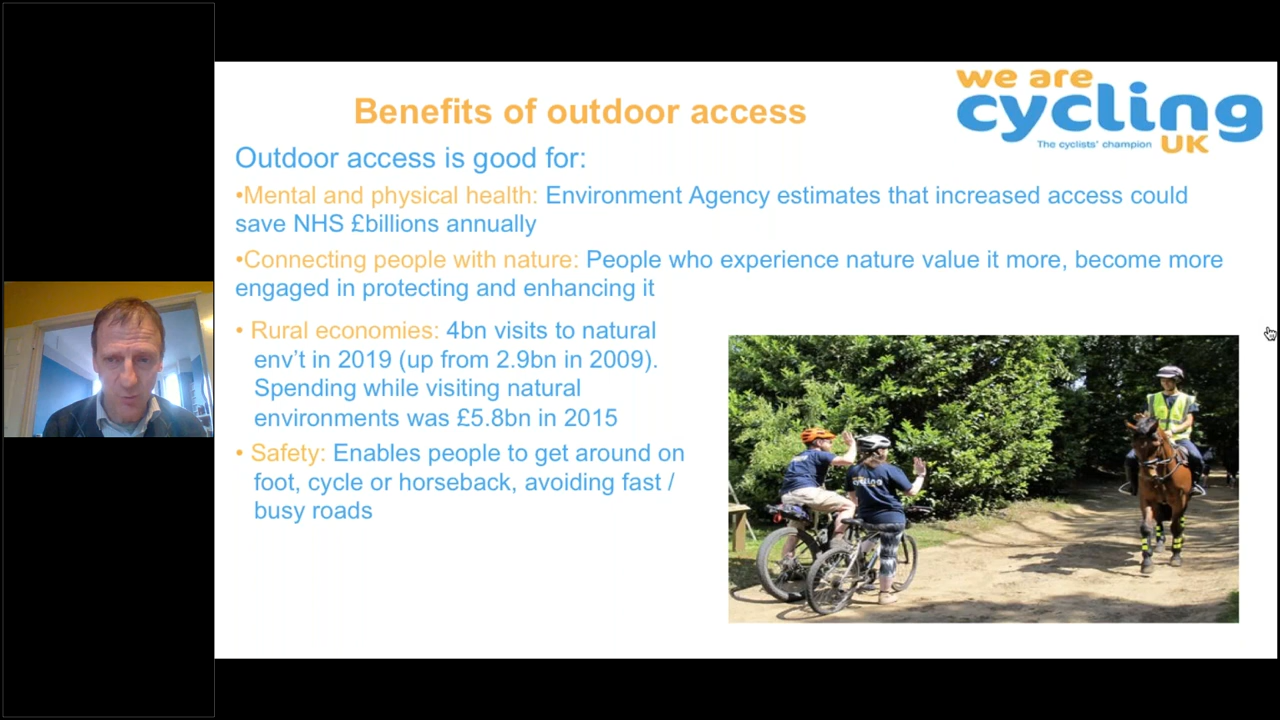 we are
cycling
The cyclists' champion UK
Benefits of outdoor access
Outdoor access is good for:
•Mental and physical health: Environment Agency estimates that increased access could
save NHS £billions annually
•Connecting people with nature: People who experience nature value it more, become more
engaged in protecting and enhancing it
• Rural economies: 4bn visits to natural
env't in 2019 (up from 2.9bn in 2009).
Spending while visiting natural
environments was £5.8bn in 2015
• Safety: Enables people to get around on
foot, cycle or horseback, avoiding fast /
busy roads
cycling